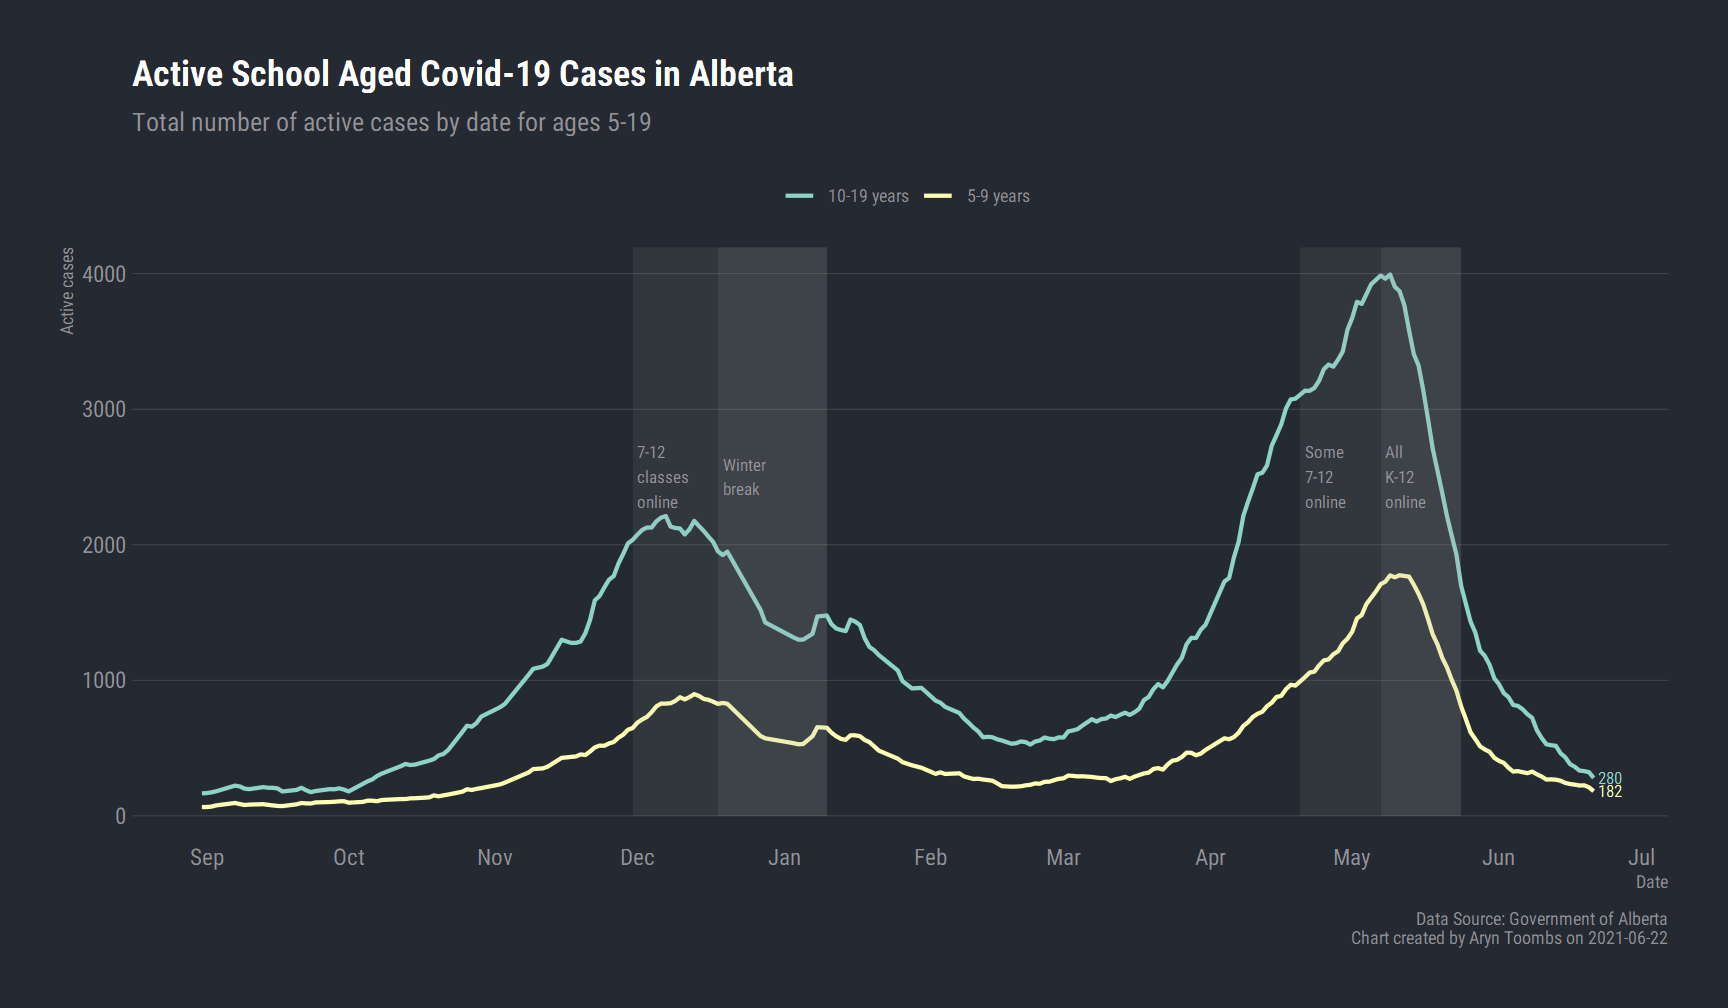 Active School Aged Covid-19 Cases in Alberta
Total number of active cases by date for ages 5-19
10-19 years
5-9 years
Active cases
4000
3000
2000
1000
0
7-12
classes
online
Winter
break
Some
7-12
online
All
K-12
online
280
182
Sep
Oct
Nov
Dec
Jan
Feb
Mar
Apr
May
Jun
Jul
Date
Data Source: Government of Alberta
Chart created by Aryn Toombs on 2021-06-22